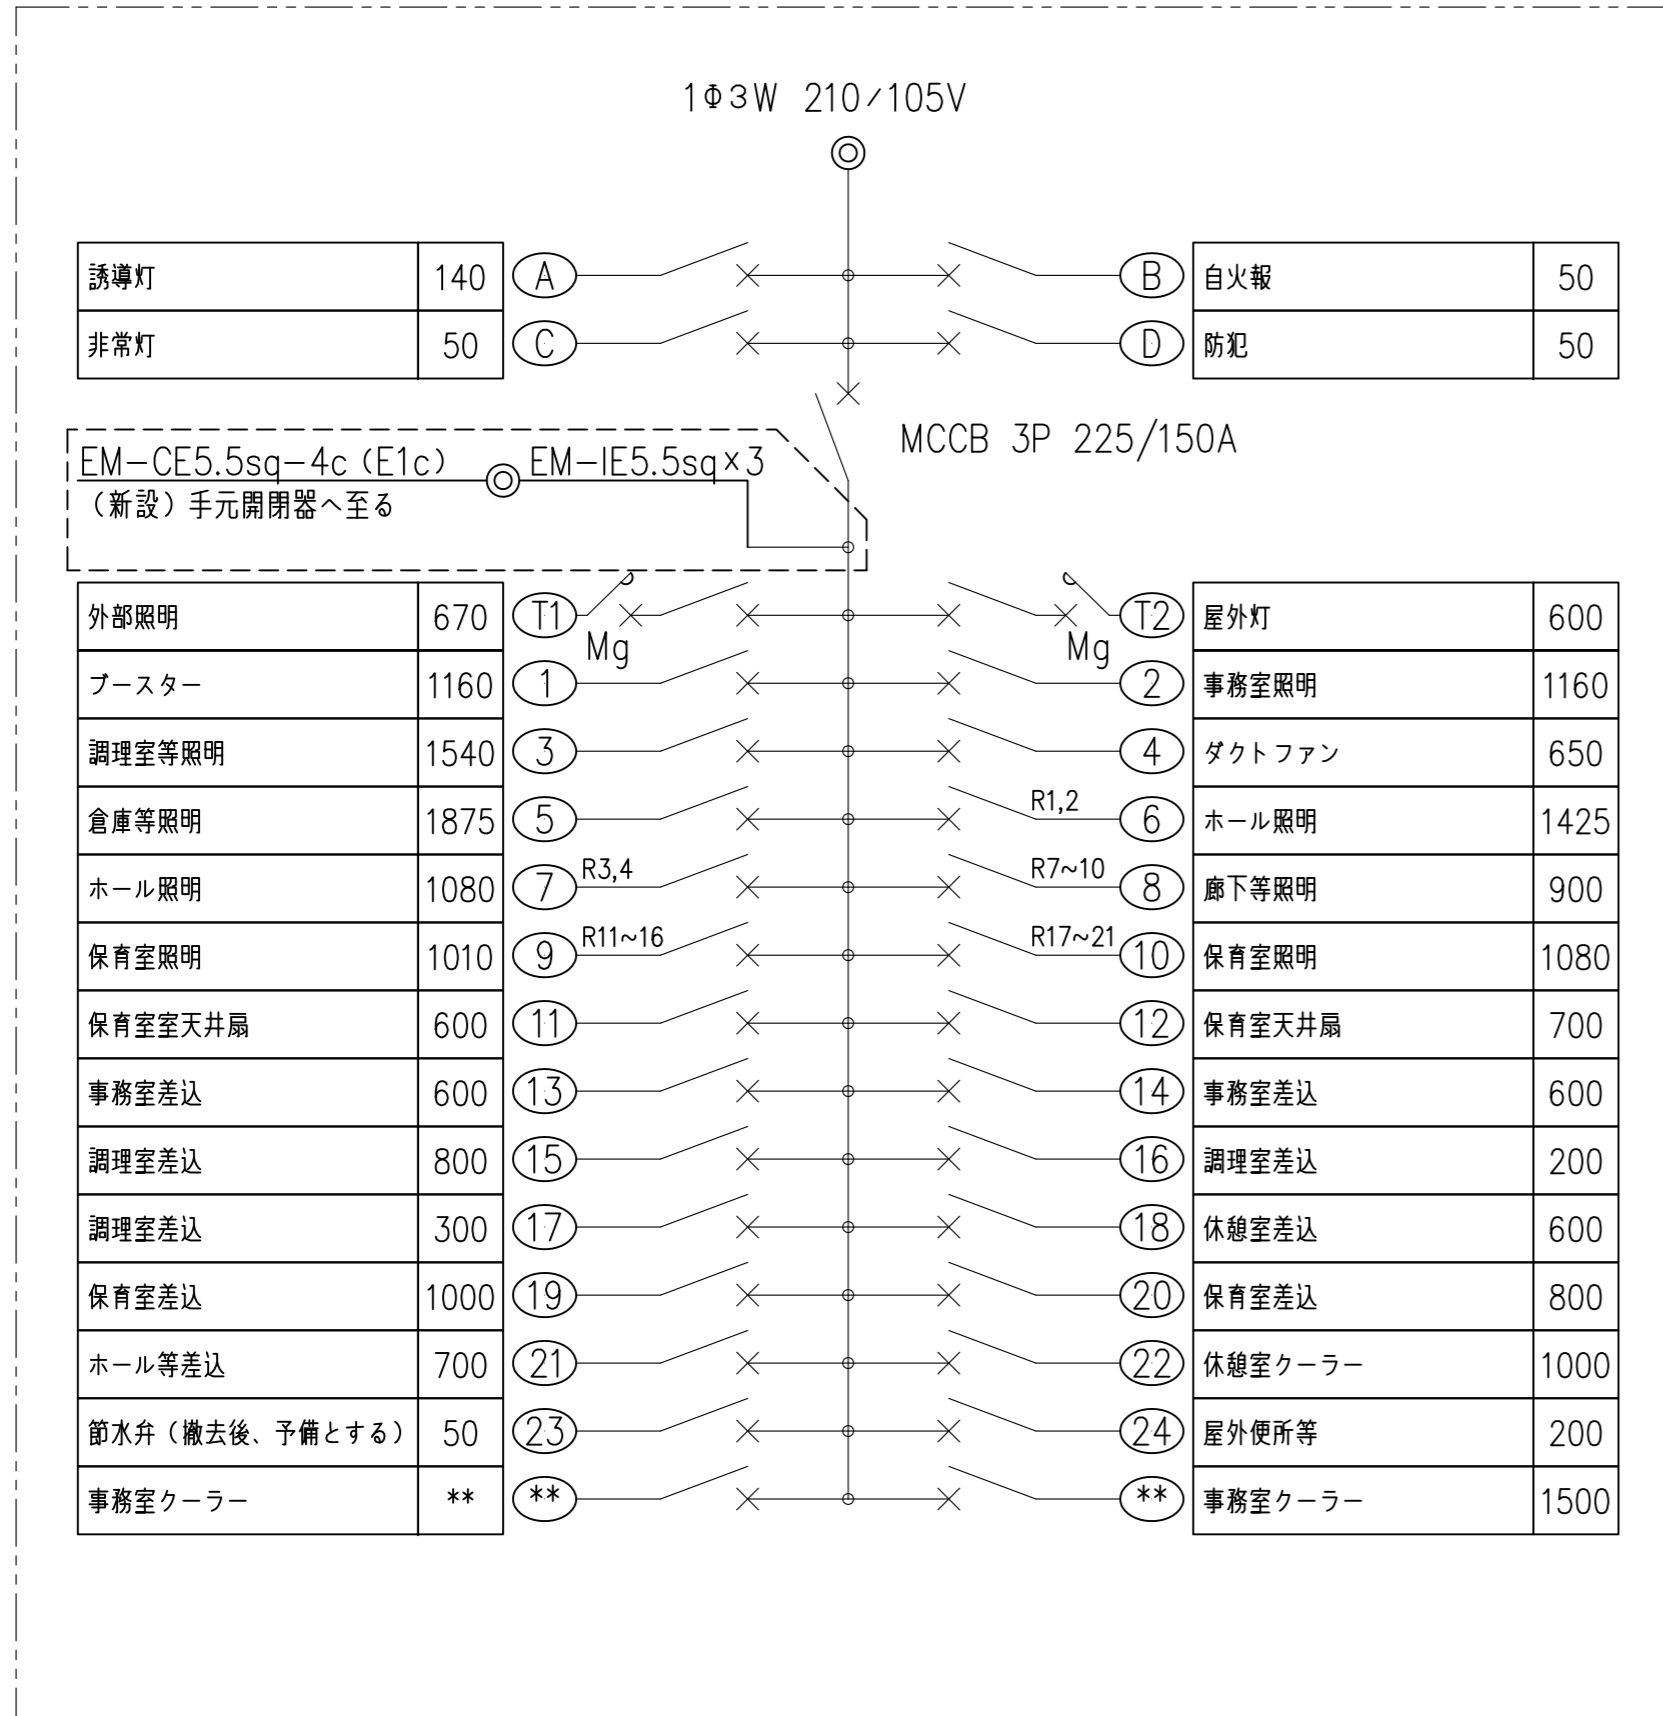 1Φ3W 210/105V
誘導灯 140 A B 自火報 50
非常灯 50 C D 防犯 50
MCCB 3P 225/150A
EM-CE5.5sq-4c (E1c) EM-IE5.5sq×3
(新設) 手元開閉器へ至る
外部照明 670 T1 T2 屋外灯 600
Mg Mg
ブースター 1160 1 2 事務室照明 1160
調理室等照明 1540 3 4 ダクトファン 650
倉庫等照明 1875 5 R1,2 6 ホール照明 1425
ホール照明 1080 7 R3,4 R7~10 8 廊下等照明 900
保育室照明 1010 9 R11~16 R17~21 10 保育室照明 1080
保育室室天井扇 600 11 12 保育室天井扇 700
事務室差込 600 13 14 事務室差込 600
調理室差込 800 15 16 調理室差込 200
調理室差込 300 17 18 休憩室差込 600
保育室差込 1000 19 20 保育室差込 800
ホール等差込 700 21 22 休憩室クーラー 1000
節水弁(撤去後、予備とする) 50 23 24 屋外便所等 200
事務室クーラー ** ** ** 事務室クーラー 1500